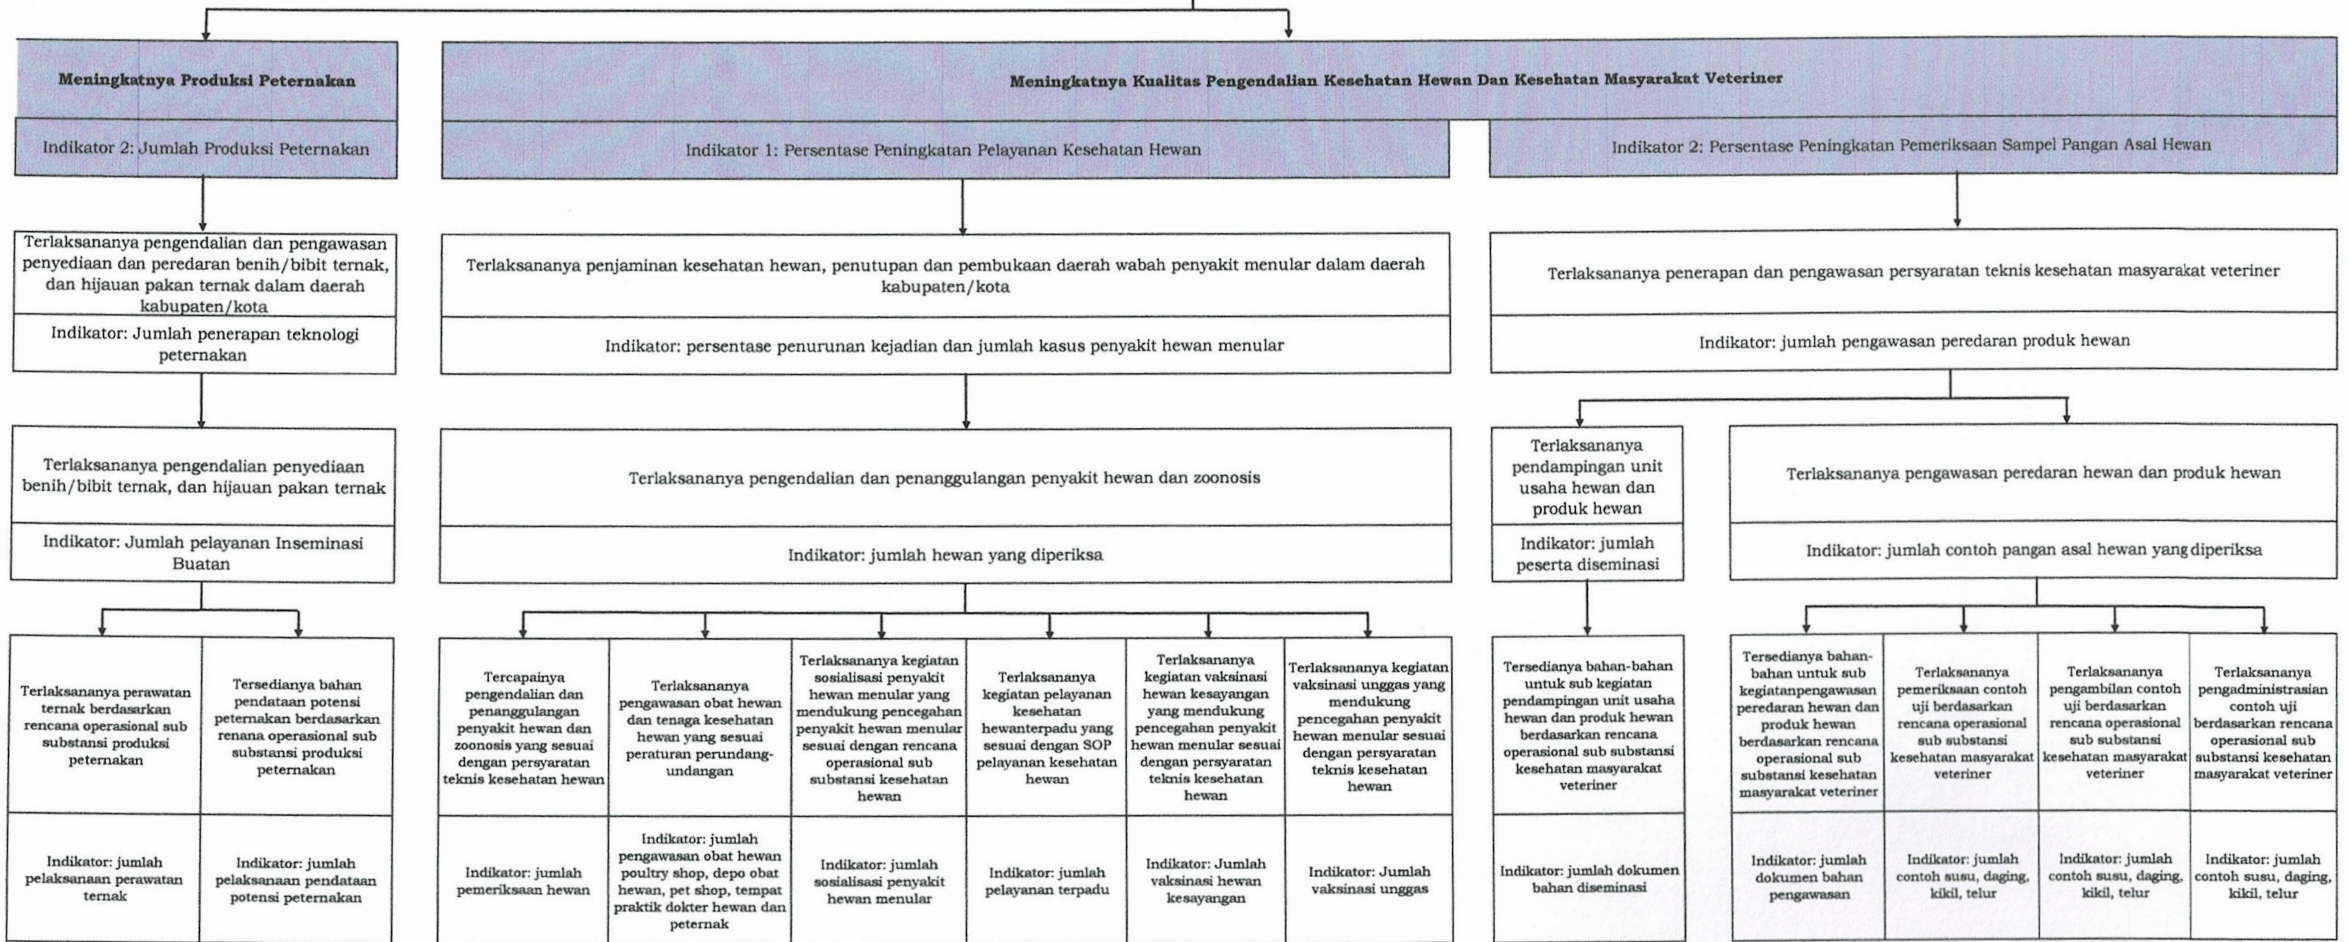 Meningkatnya Produksi Peternakan
Indikator 2: Jumlah Produksi Peternakan
Meningkatnya Kualitas Pengendalian Kesehatan Hewan Dan Kesehatan Masyarakat Veteriner
Indikator 1: Persentase Peningkatan Pelayanan Kesehatan Hewan
Indikator 2: Persentase Peningkatan Pemeriksaan Sampel Pangan Asal Hewan
Terlaksananya pengendalian dan pengawasan
penyediaan dan peredaran benih/bibit ternak,
dan hijauan pakan ternak dalam daerah
kabupaten/kota
Indikator: Jumlah penerapan teknologi
peternakan
Terlaksananya penjaminan kesehatan hewan, penutupan dan pembukaan daerah wabah penyakit menular dalam daerah
kabupaten/kota
Indikator: persentase penurunan kejadian dan jumlah kasus penyakit hewan menular
Terlaksananya penerapan dan pengawasan persyaratan teknis kesehatan masyarakat veteriner
Indikator: jumlah pengawasan peredaran produk hewan
Terlaksananya pengendalian penyediaan
benih/bibit ternak, dan hijauan pakan ternak
Indikator: Jumlah pelayanan Inseminasi
Buatan
Terlaksananya pengendalian dan penanggulangan penyakit hewan dan zoonosis
Indikator: jumlah hewan yang diperiksa
Terlaksananya
pendampingan unit
usaha hewan dan
produk hewan
Indikator: jumlah
peserta diseminasi
Terlaksananya pengawasan peredaran hewan dan produk hewan
Indikator: jumlah contoh pangan asal hewan yang diperiksa
Terlaksananya perawatan
ternak berdasarkan
rencana operasional sub
substansi produksi
peternakan
Indikator: jumlah
pelaksanaan perawatan
ternak
Tersedianya bahan
pendataan potensi
peternakan berdasarkan
renana operasional sub
substansi produksi
peternakan
Indikator: jumlah
pelaksanaan pendataan
potensi peternakan
Tercapainya
pengendalian dan
penanggulangan
penyakit hewan dan
zoonosis yang sesuai
dengan persyaratan
teknis kesehatan hewan
Indikator: jumlah
pemeriksaan hewan
Terlaksananya
pengawasan obat hewan
dan tenaga kesehatan
hewan yang sesuai
peraturan perundang-
undangan
Indikator: jumlah
pengawasan obat hewan
poultry shop, depo obat
hewan, pet shop, tempat
praktik dokter hewan dan
peternak
Terlaksananya kegiatan
sosialisasi penyakit
hewan menular yang
mendukung pencegahan
penyakit hewan menular
sesuai dengan rencana
operasional sub
substansi kesehatan
hewan
Indikator: jumlah
sosialisasi penyakit
hewan menular
Terlaksananya
kegiatan pelayanan
kesehatan
hewanterpadu yang
sesuai dengan SOP
pelayanan kesehatan
hewan
Indikator: jumlah
pelayanan terpadu
Terlaksananya
kegiatan vaksinasi
hewan kesayangan
yang mendukung
pencegahan penyakit
hewan menular sesuai
dengan persyaratan
teknis kesehatan
hewan
Indikator: Jumlah
vaksinasi hewan
kesayangan
Terlaksananya kegiatan
vaksinasi unggas yang
mendukung
pencegahan penyakit
hewan menular sesuai
dengan persyaratan
teknis kesehatan
hewan
Indikator: Jumlah
vaksinasi unggas
Tersedianya bahan-bahan
untuk sub kegiatan
pendampingan unit usaha
hewan dan produk hewan
berdasarkan rencana
operasional sub substansi
kesehatan masyarakat
veteriner
Indikator: jumlah dokumen
bahan diseminasi
Tersedianya bahan-
bahan untuk sub
kegiatanpengawasan
peredaran hewan dan
produk hewan
berdasarkan rencana
operasional sub
substansi kesehatan
masyarakat veteriner
Indikator: jumlah
dokumen bahan
pengawasan
Terlaksananya
pemeriksaan contoh
uji berdasarkan
rencana operasional
sub substansi
kesehatan masyarakat
veteriner
Indikator: jumlah
contoh susu, daging,
kikil, telur
Terlaksananya
pengambilan contoh
uji berdasarkan
rencana operasional
sub substansi
kesehatan masyarakat
veteriner
Indikator: jumlah
contoh susu, daging,
kikil, telur
Terlaksananya
pengadministrasian
contoh uji
berdasarkan rencana
operasional sub
substansi kesehatan
masyarakat veteriner
Indikator: jumlah
contoh susu, daging,
kikil, telur